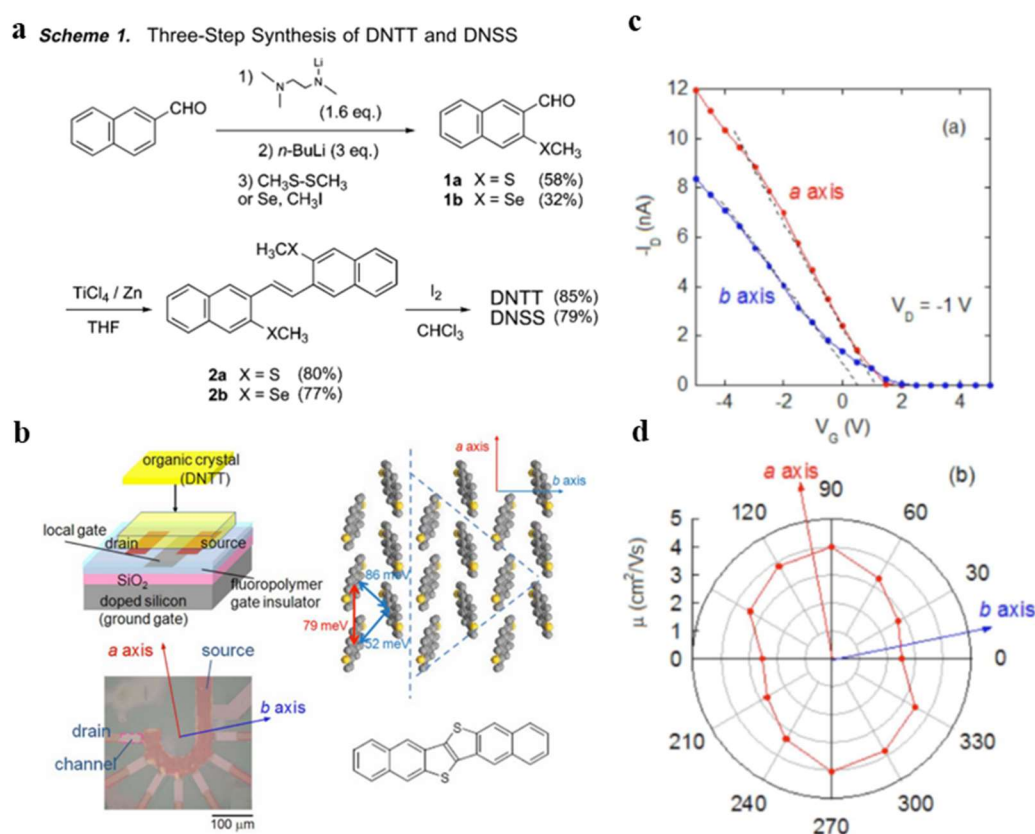 a Scheme 1. Three-Step Synthesis of DNTT and DNSS
CHO
1)
N
Li
N
(1.6 eq.)
2) n-BuLi (3 eq.)
3) CH₃S-SCH₃
or Se, CH₃I
CHO
XCH₃
1a X = S (58%)
1b X = Se (32%)
TiCl₄ / Zn
THF
H₃CX
XCH₃
2a X = S (80%)
2b X = Se (77%)
I₂
CHCl₃
DNTT (85%)
DNSS (79%)
b
organic crystal
(DNTT)
local gate
drain
source
SiO₂
doped silicon
(ground gate)
fluoropolymer
gate insulator
a axis
b axis
86 meV
79 meV
52 meV
a axis
source
b axis
drain
channel
100 μm
S
S
c
(a)
12
10
8
6
4
2
0
-I_D (nA)
a axis
b axis
V_D = -1 V
-4
-2
0
2
4
V_G (V)
d
(b)
a axis
b axis
90
120
60
30
0
330
300
270
240
210
5
4
3
2
1
0
μ (cm²/Vs)